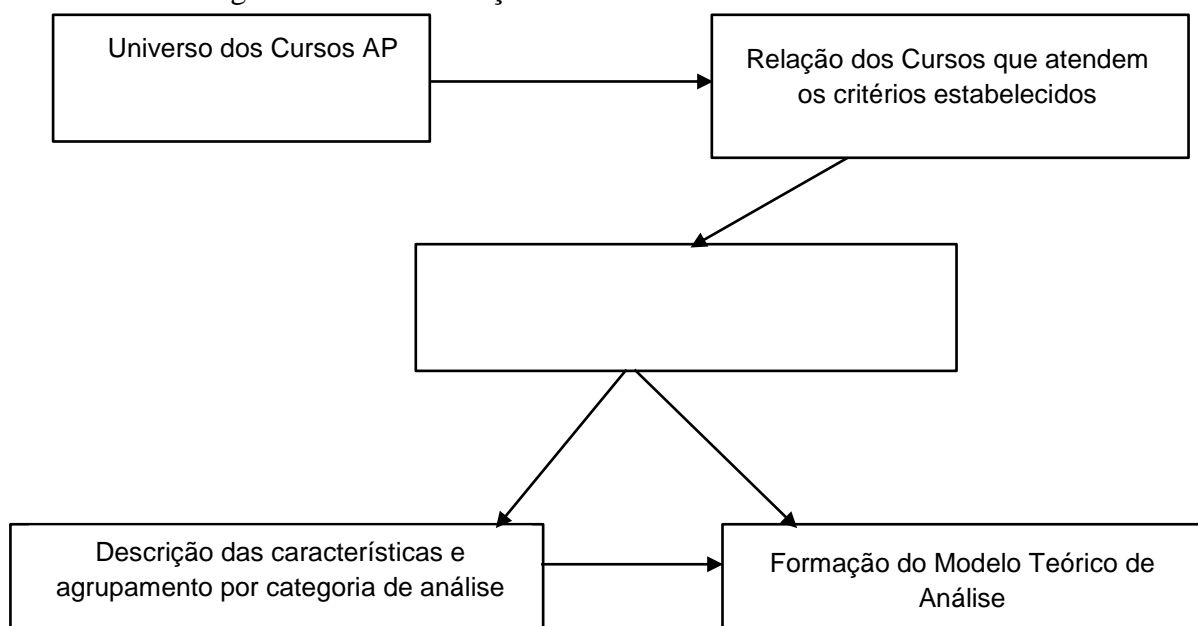 Universo dos Cursos AP
Relação dos Cursos que atendem
os critérios estabelecidos
Descrição das características e
agrupamento por categoria de análise
Formação do Modelo Teórico de
Análise